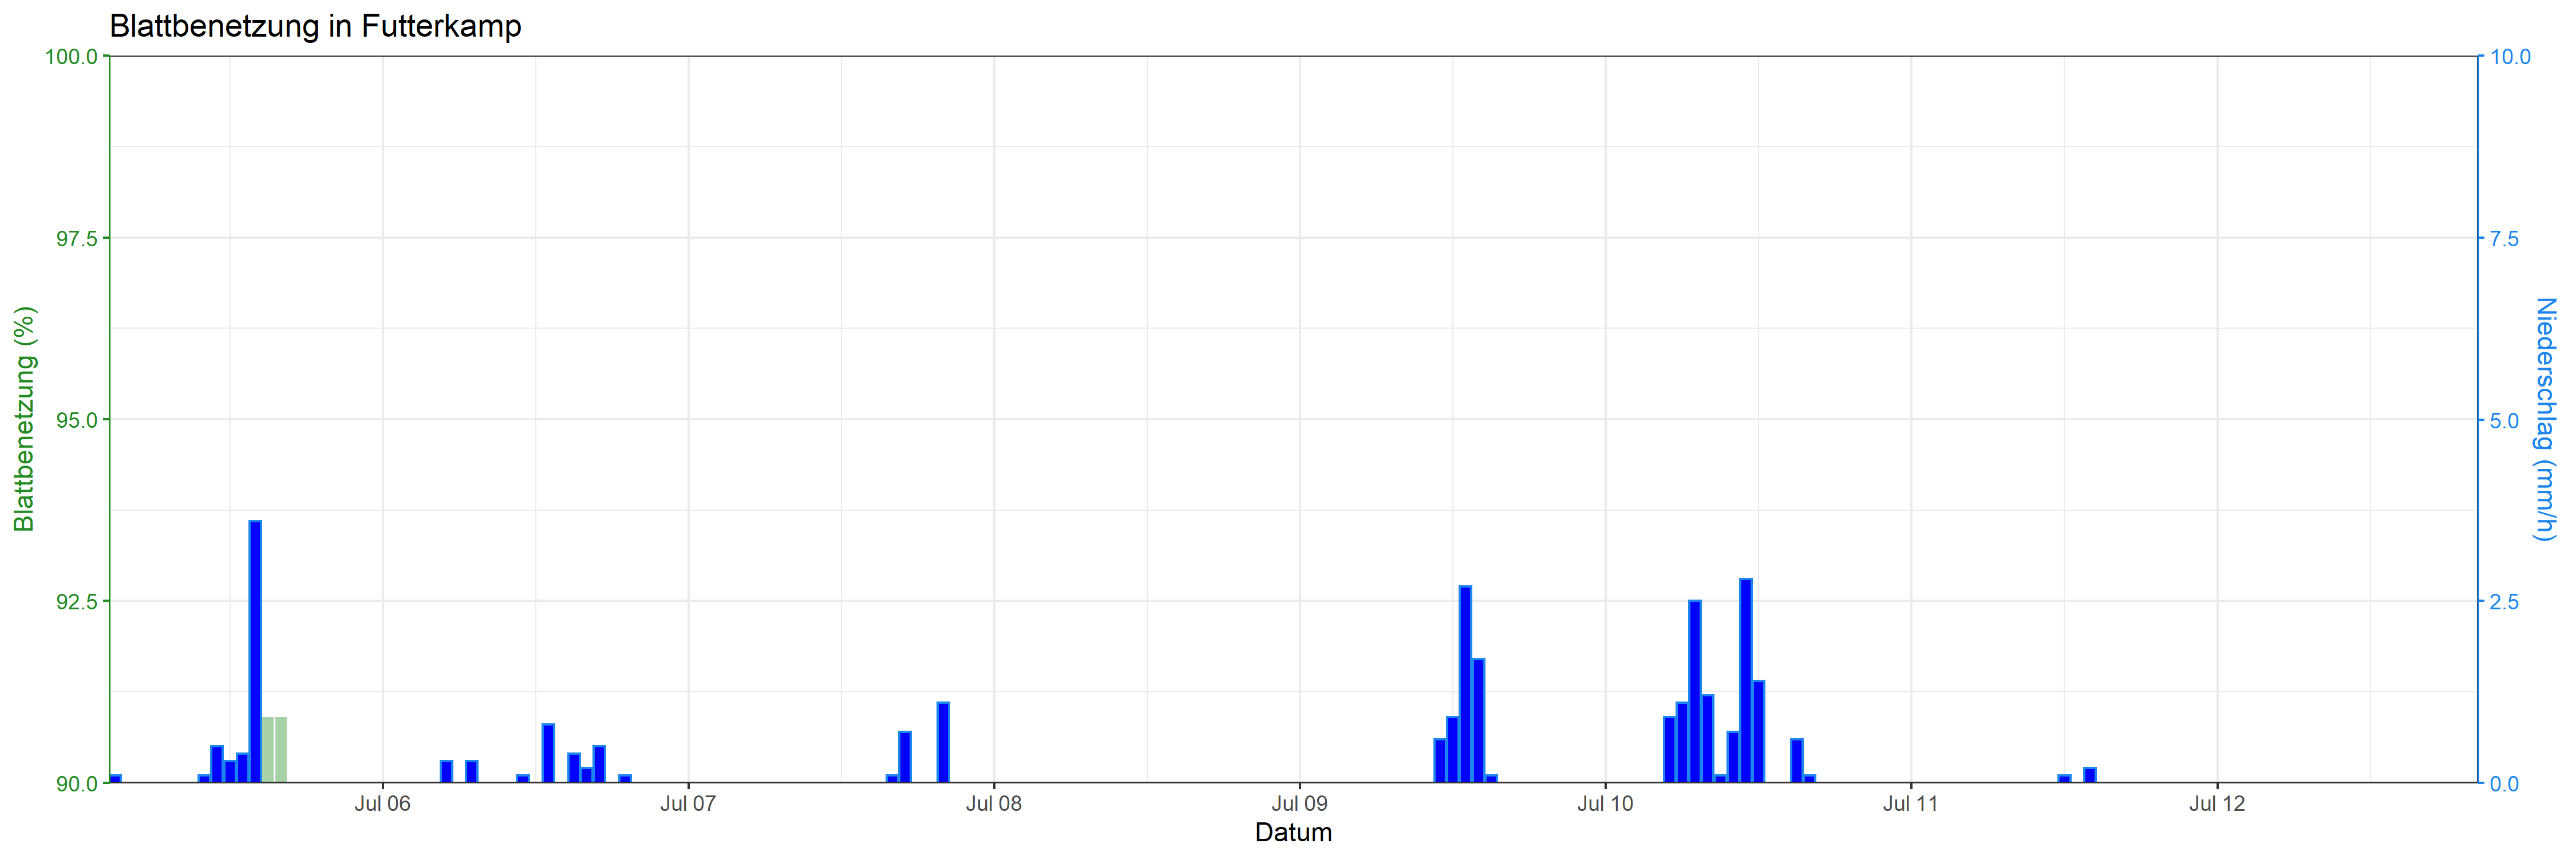 Blattbenetzung in Futterkamp
100.0
97.5
95.0
92.5
90.0
Blattbenetzung (%)
10.0
7.5
5.0
2.5
0.0
Niederschlag (mm/h)
Jul 06
Jul 07
Jul 08
Jul 09
Jul 10
Jul 11
Jul 12
Datum